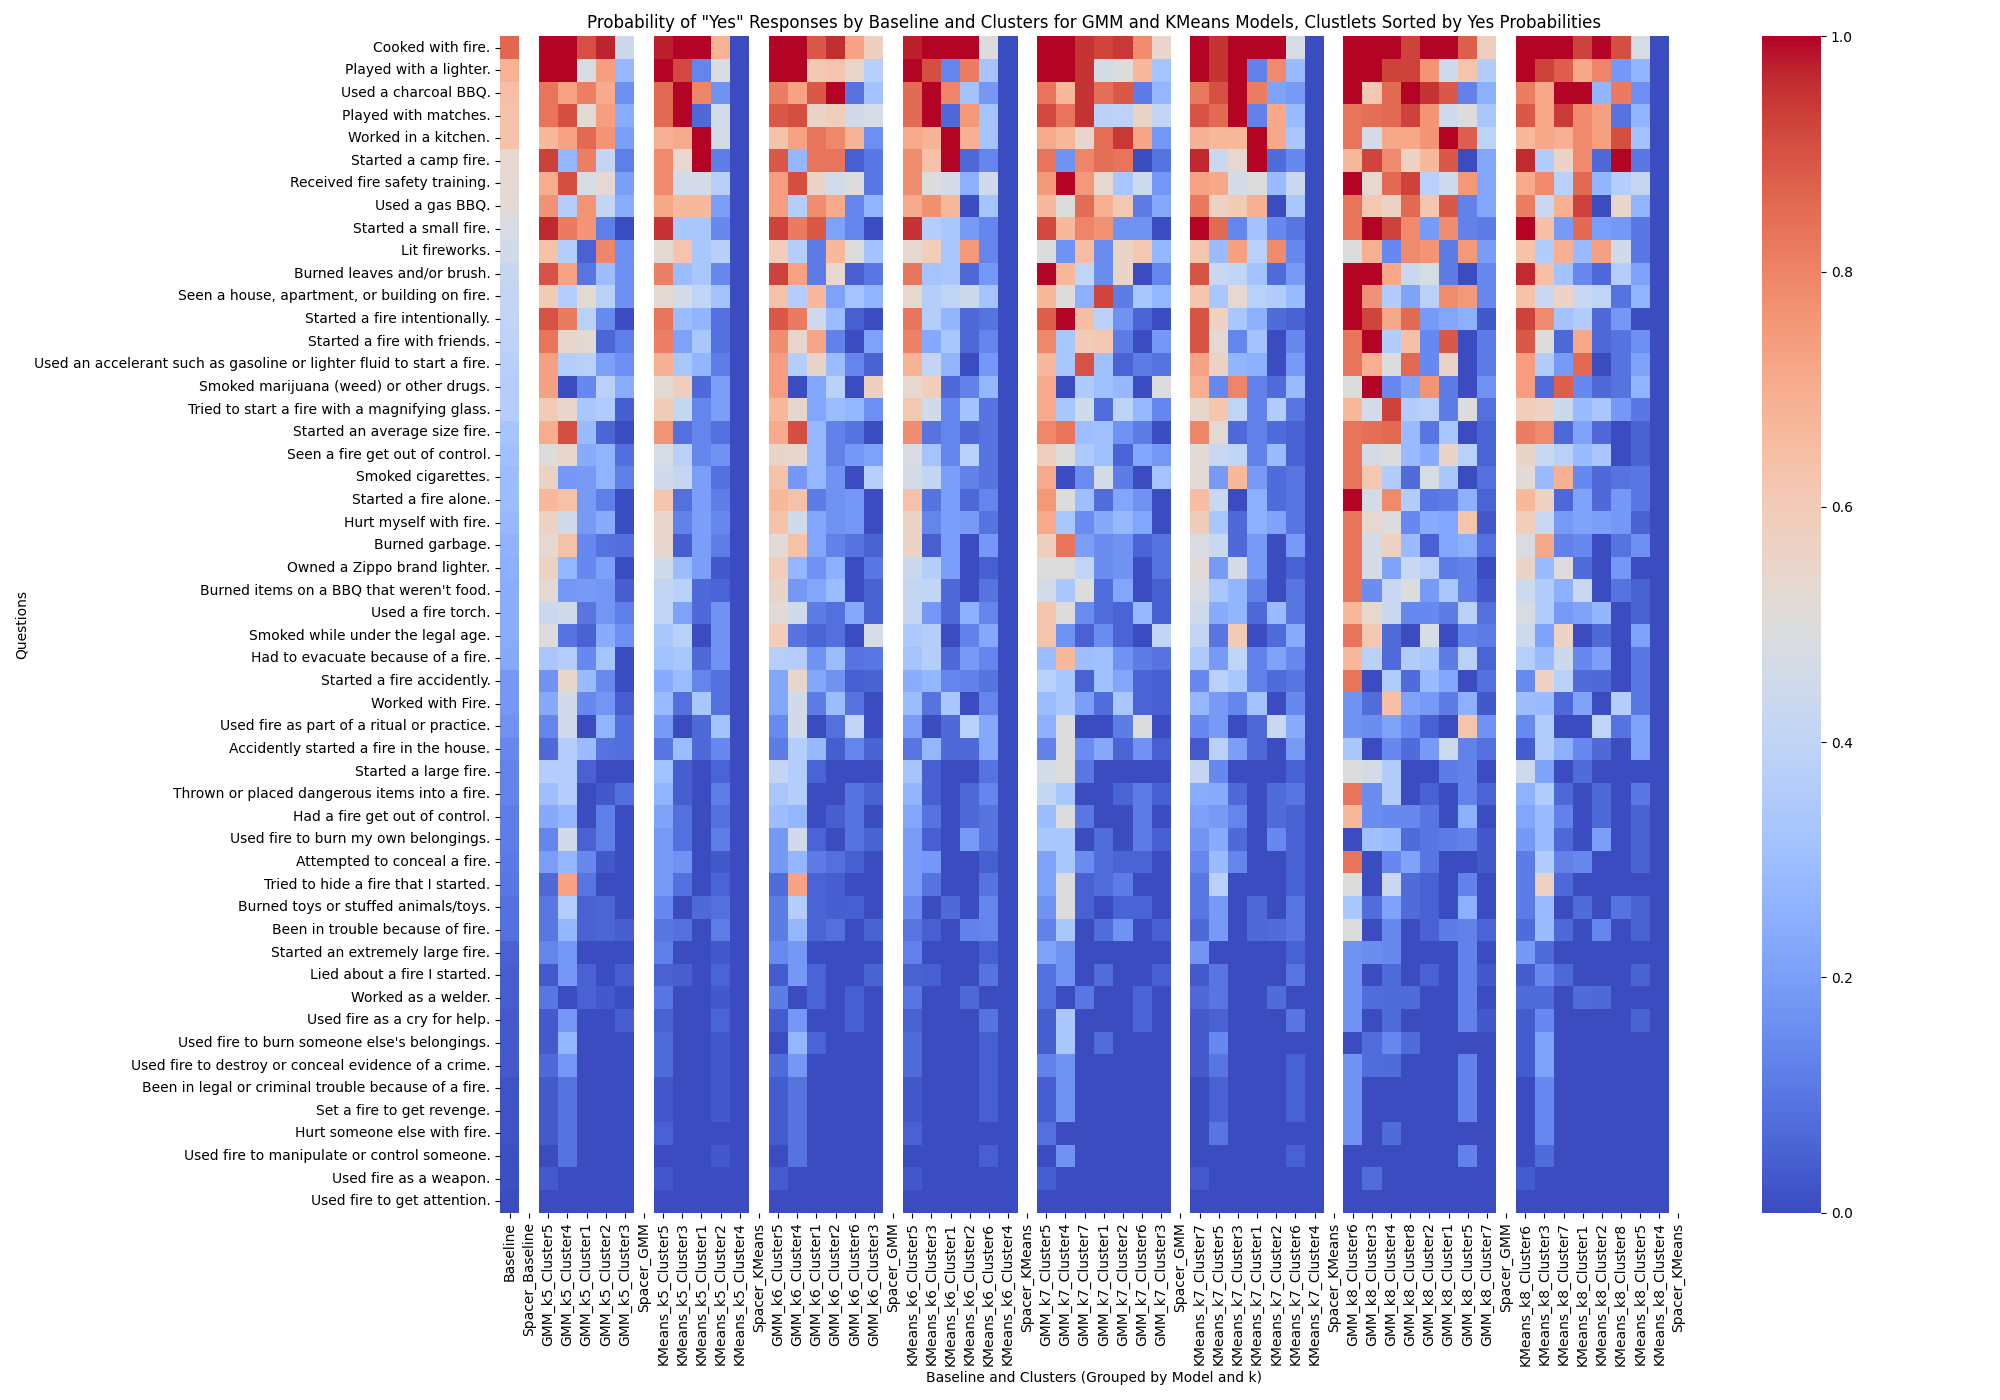 Probability of "Yes" Responses by Baseline and Clusters for GMM and KMeans Models, Clustlets Sorted by Yes Probabilities
Questions
Cooked with fire.
Played with a lighter.
Used a charcoal BBQ.
Played with matches.
Worked in a kitchen.
Started a camp fire.
Received fire safety training.
Used a gas BBQ.
Started a small fire.
Lit fireworks.
Burned leaves and/or brush.
Seen a house, apartment, or building on fire.
Started a fire intentionally.
Started a fire with friends.
Used an accelerant such as gasoline or lighter fluid to start a fire.
Smoked marijuana (weed) or other drugs.
Tried to start a fire with a magnifying glass.
Started an average size fire.
Seen a fire get out of control.
Smoked cigarettes.
Started a fire alone.
Hurt myself with fire.
Burned garbage.
Owned a Zippo brand lighter.
Burned items on a BBQ that weren't food.
Used a fire torch.
Smoked while under the legal age.
Had to evacuate because of a fire.
Started a fire accidently.
Worked with Fire.
Used fire as part of a ritual or practice.
Accidently started a fire in the house.
Started a large fire.
Thrown or placed dangerous items into a fire.
Had a fire get out of control.
Used fire to burn my own belongings.
Attempted to conceal a fire.
Tried to hide a fire that I started.
Burned toys or stuffed animals/toys.
Been in trouble because of fire.
Started an extremely large fire.
Lied about a fire I started.
Worked as a welder.
Used fire as a cry for help.
Used fire to burn someone else's belongings.
Used fire to destroy or conceal evidence of a crime.
Been in legal or criminal trouble because of a fire.
Set a fire to get revenge.
Hurt someone else with fire.
Used fire to manipulate or control someone.
Used fire as a weapon.
Used fire to get attention.
Baseline
Spacer_Baseline
GMM_k5_Cluster5
GMM_k5_Cluster4
GMM_k5_Cluster1
GMM_k5_Cluster2
GMM_k5_Cluster3
Spacer_GMM
KMeans_k5_Cluster5
KMeans_k5_Cluster3
KMeans_k5_Cluster1
KMeans_k5_Cluster2
KMeans_k5_Cluster4
Spacer_KMeans
GMM_k6_Cluster5
GMM_k6_Cluster4
GMM_k6_Cluster1
GMM_k6_Cluster2
GMM_k6_Cluster6
GMM_k6_Cluster3
Spacer_GMM
KMeans_k6_Cluster5
KMeans_k6_Cluster3
KMeans_k6_Cluster1
KMeans_k6_Cluster2
KMeans_k6_Cluster6
KMeans_k6_Cluster4
Spacer_KMeans
GMM_k7_Cluster5
GMM_k7_Cluster4
GMM_k7_Cluster7
GMM_k7_Cluster1
GMM_k7_Cluster2
GMM_k7_Cluster6
GMM_k7_Cluster3
Spacer_GMM
KMeans_k7_Cluster7
KMeans_k7_Cluster5
KMeans_k7_Cluster3
KMeans_k7_Cluster1
KMeans_k7_Cluster2
KMeans_k7_Cluster6
KMeans_k7_Cluster4
Spacer_KMeans
GMM_k8_Cluster6
GMM_k8_Cluster3
GMM_k8_Cluster4
GMM_k8_Cluster8
GMM_k8_Cluster2
GMM_k8_Cluster1
GMM_k8_Cluster5
GMM_k8_Cluster7
Spacer_GMM
KMeans_k8_Cluster6
KMeans_k8_Cluster3
KMeans_k8_Cluster7
KMeans_k8_Cluster1
KMeans_k8_Cluster2
KMeans_k8_Cluster8
KMeans_k8_Cluster5
KMeans_k8_Cluster4
Spacer_KMeans
Baseline and Clusters (Grouped by Model and k)
1.0
0.8
0.6
0.4
0.2
0.0